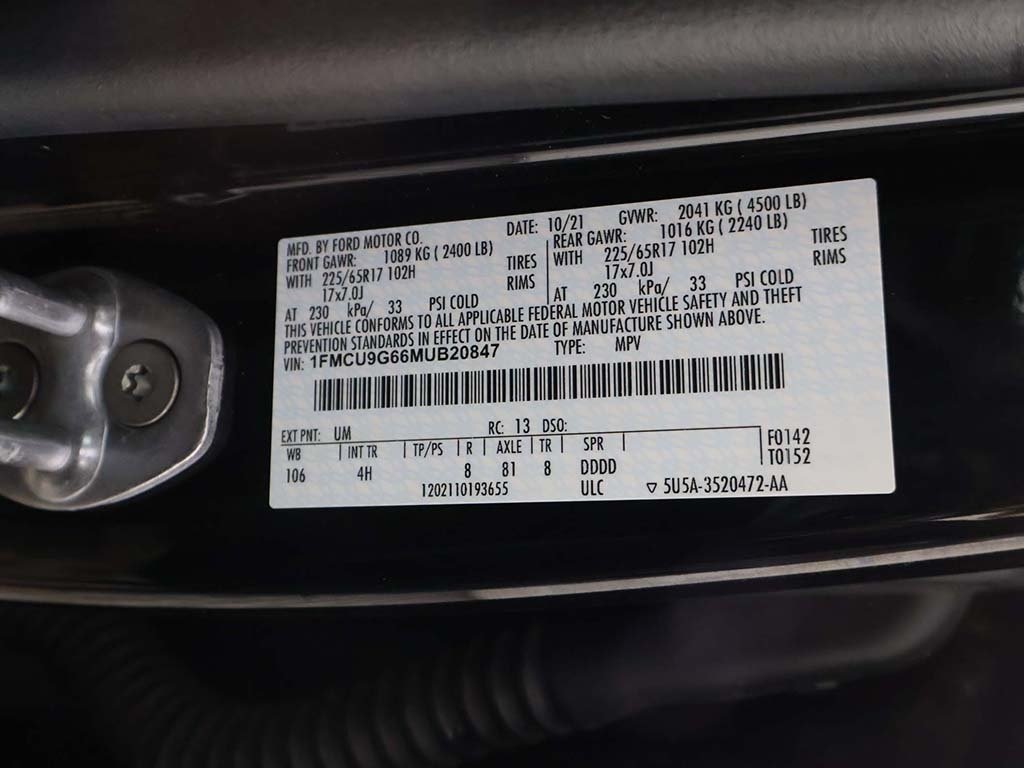 MFD. BY FORD MOTOR CO. DATE: 10/21 GVWR: 2041 KG ( 4500 LB)
FRONT GAWR: 1089 KG ( 2400 LB) REAR GAWR: 1016 KG ( 2240 LB)
WITH 225/65R17 102H TIRES WITH 225/65R17 102H TIRES
17x7.0J RIMS 17x7.0J RIMS
AT 230 kPa/ 33 PSI COLD AT 230 kPa/ 33 PSI COLD
THIS VEHICLE CONFORMS TO ALL APPLICABLE FEDERAL MOTOR VEHICLE SAFETY AND THEFT
PREVENTION STANDARDS IN EFFECT ON THE DATE OF MANUFACTURE SHOWN ABOVE.
VIN: 1FMCU9G66MUB20847 TYPE: MPV
EXT PNT: UM RC: 13 DSO: F0142
WB INT TR TP/PS R AXLE TR SPR T0152
106 4H 8 81 8 DDDD
1202110193655 ULC 5U5A-3520472-AA